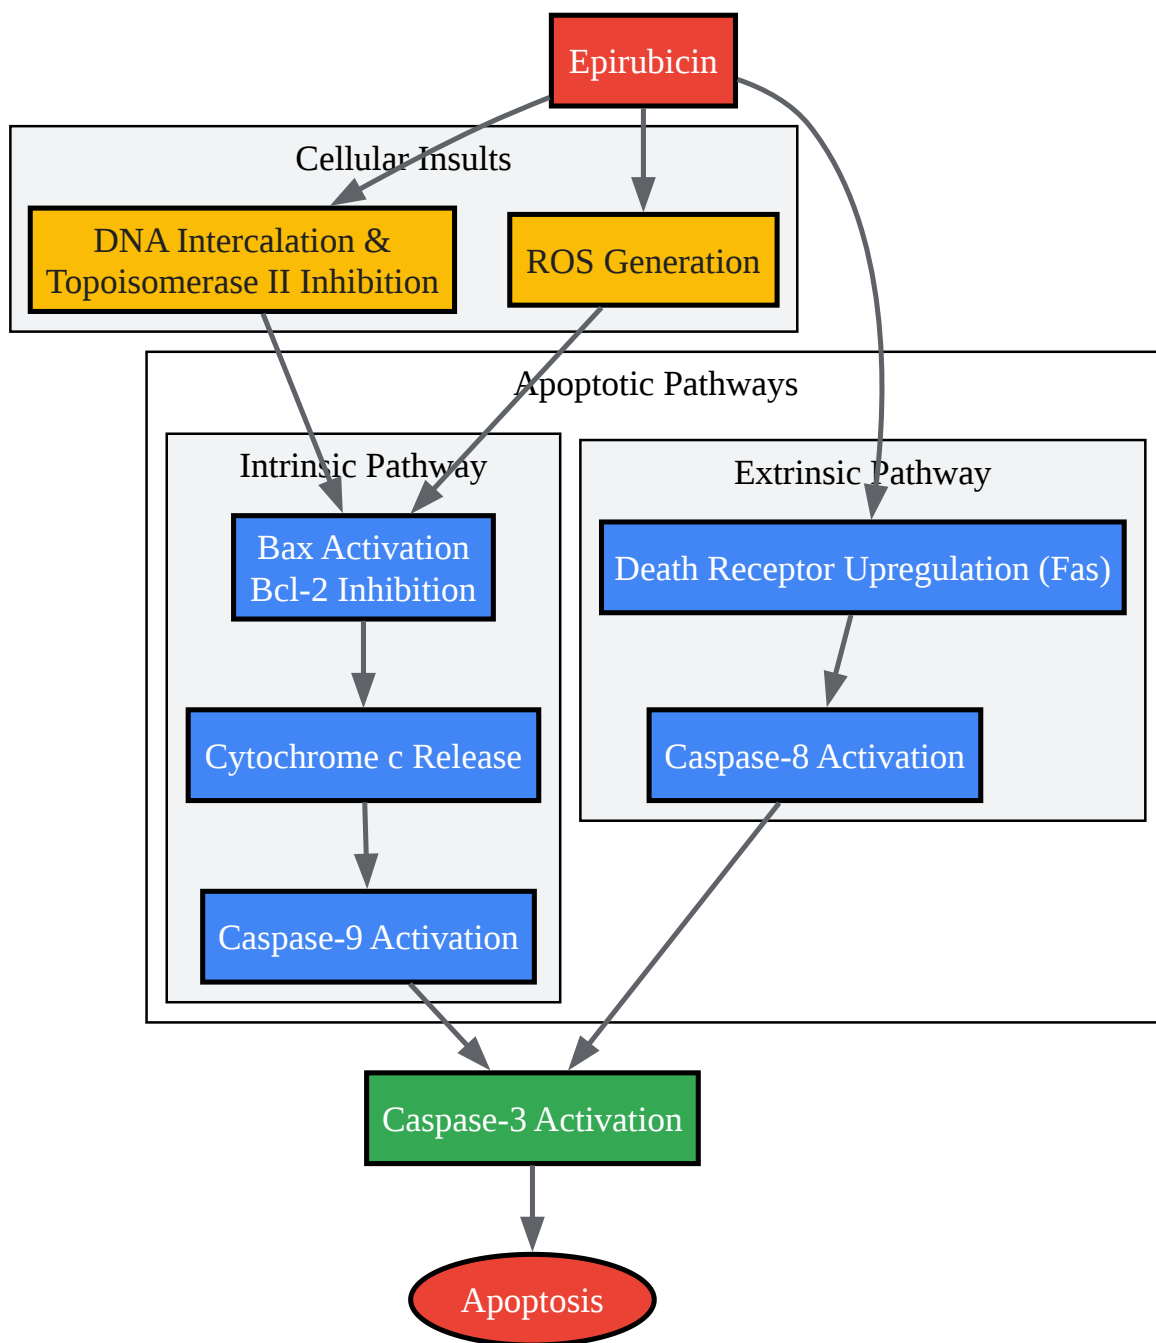 Epirubicin
Cellular Insults
DNA Intercalation &
Topoisomerase II Inhibition
ROS Generation
Apoptotic Pathways
Intrinsic Pathway
Extrinsic Pathway
Bax Activation
Bcl-2 Inhibition
Death Receptor Upregulation (Fas)
Cytochrome c Release
Caspase-8 Activation
Caspase-9 Activation
Caspase-3 Activation
Apoptosis